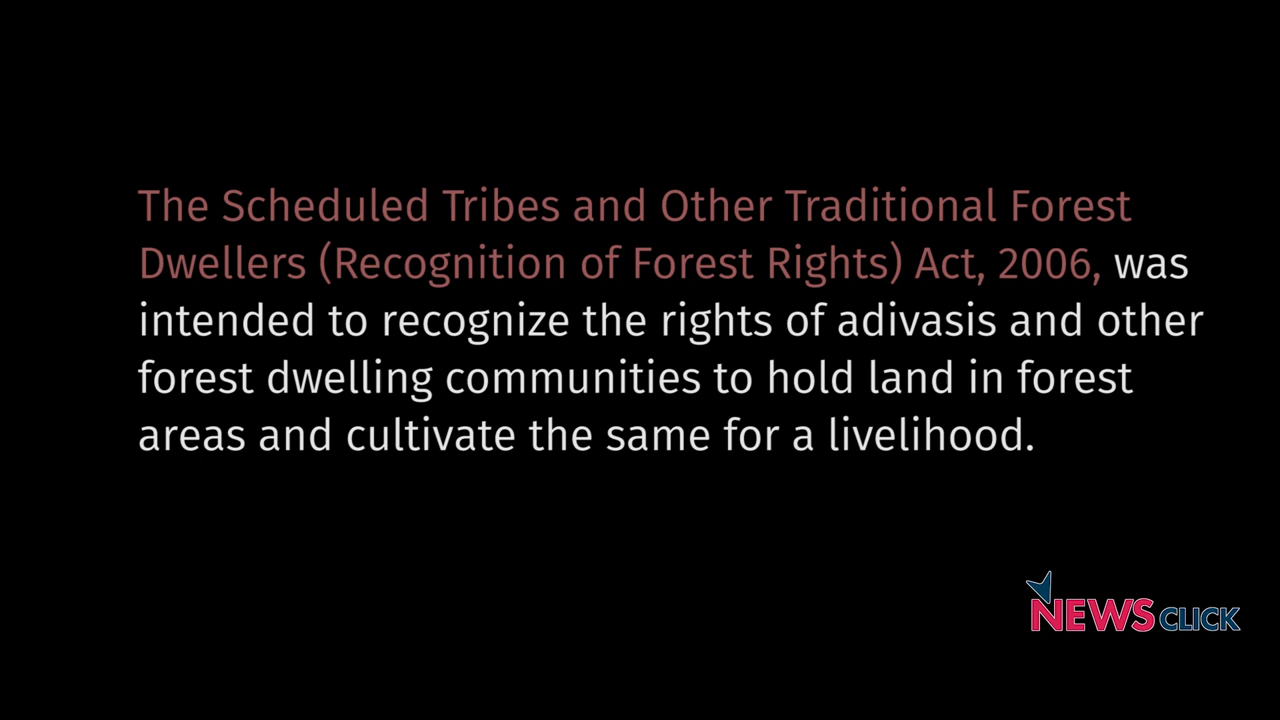 The Scheduled Tribes and Other Traditional Forest
Dwellers (Recognition of Forest Rights) Act, 2006, was
intended to recognize the rights of adivasis and other
forest dwelling communities to hold land in forest
areas and cultivate the same for a livelihood.
NEWSCLICK